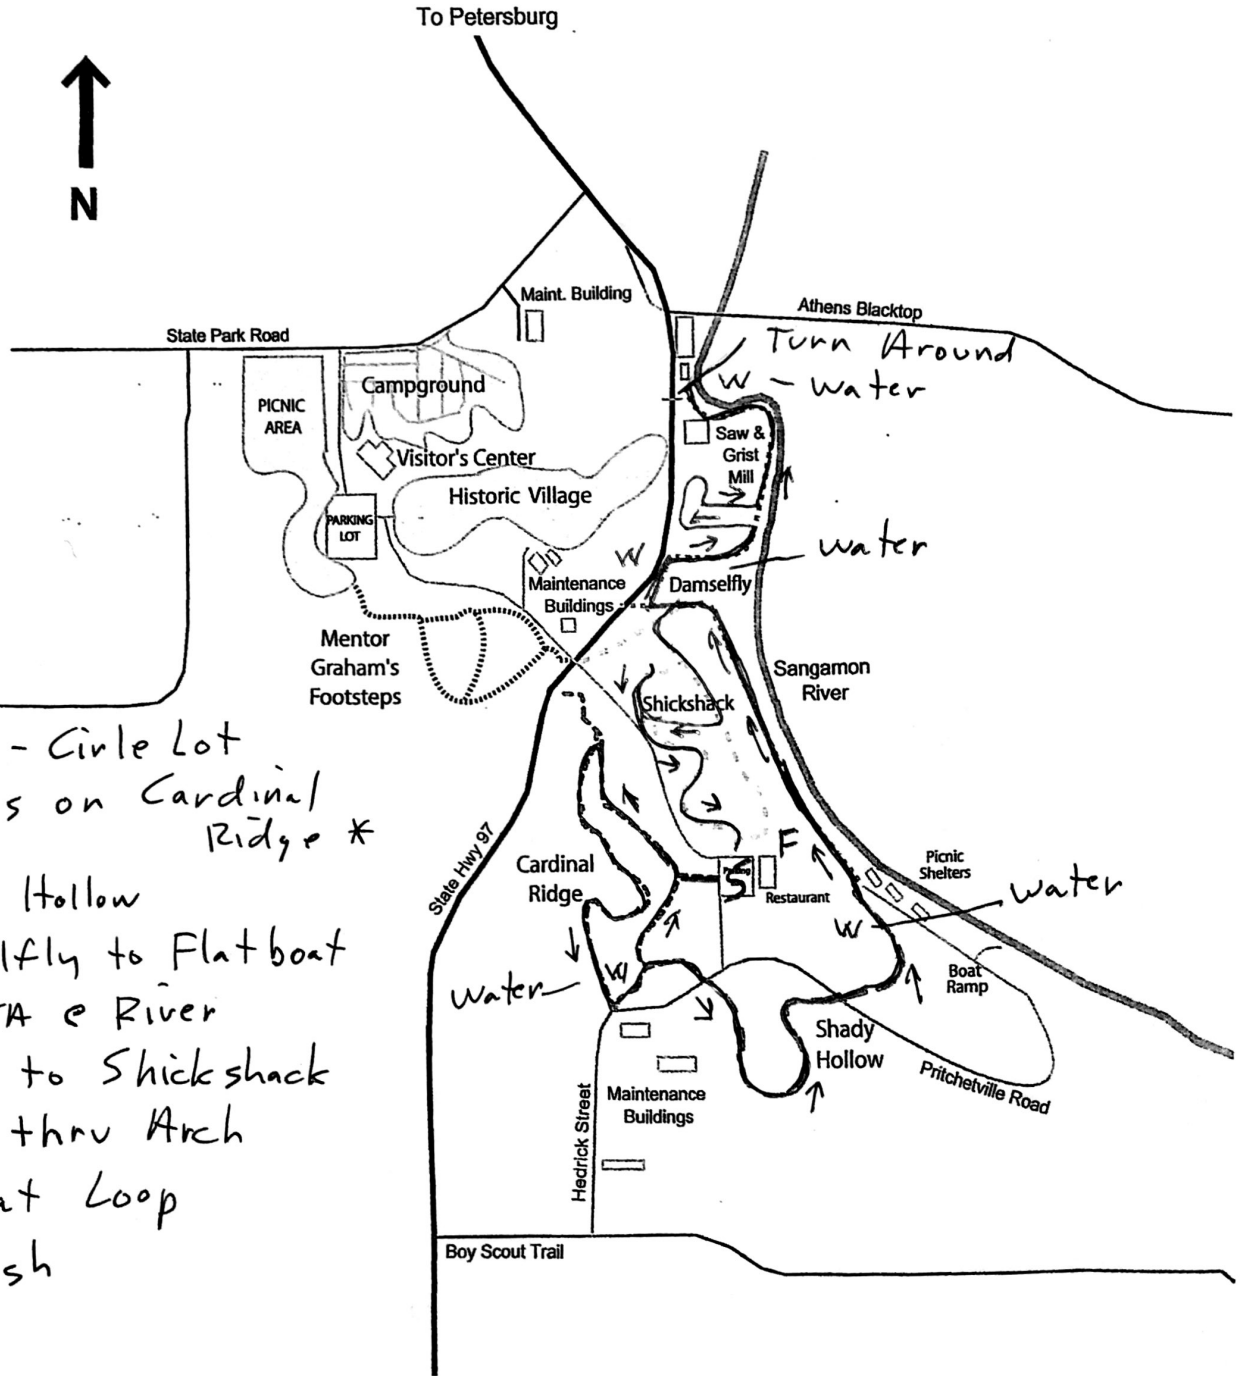 To Petersburg
N
Maint. Building
Athens Blacktop
State Park Road
Turn Around
W - water
Campground
PICNIC
AREA
Saw &
Grist
Mill
Visitor's Center
Historic Village
PARKING
LOT
water
W
Maintenance
Buildings
Damselfly
Mentor
Graham's
Footsteps
Sangamon
River
Shickshack
- Cirle Lot
s on Cardinal
Ridge *
State Hwy 97
F
Cardinal
Ridge
S
Restaurant
Picnic
Shelters
water
Hollow
W
lfly to Flatboat
Boat
Ramp
W
water
TA @ River
Shady
Hollow
to Shickshack
Pritchetville Road
Maintenance
Buildings
thru Arch
Hedrick Street
at Loop
Boy Scout Trail
sh